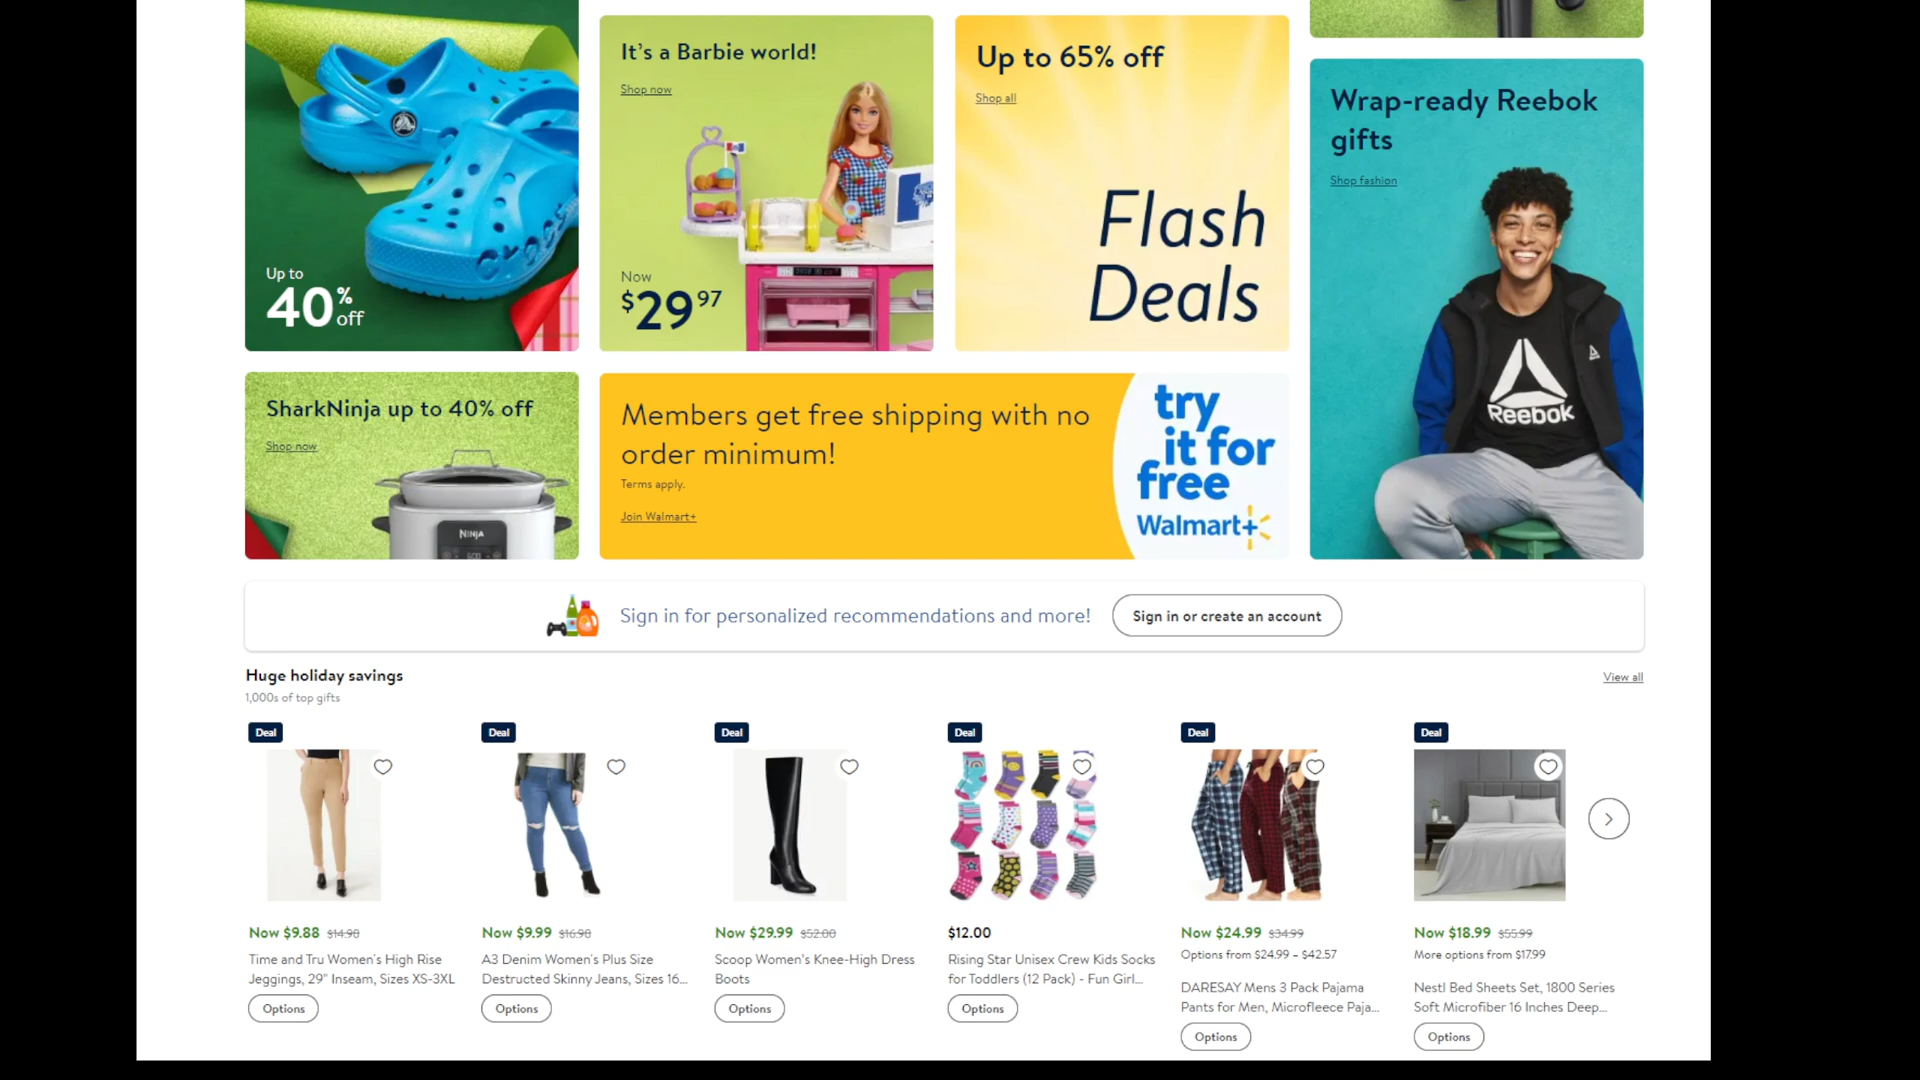 Up to
40%
off
It's a Barbie world!
Shop now
Now
$29 97
Up to 65% off
Shop all
Flash
Deals
Wrap-ready Reebok
gifts
Shop fashion
Reebok
SharkNinja up to 40% off
Shop now
NINJA
Members get free shipping with no
order minimum!
Terms apply.
Join Walmart+
try
it for
free
Walmart+
Sign in for personalized recommendations and more!
Sign in or create an account
Huge holiday savings
1,000s of top gifts
View all
Deal
Now $9.88 $14.98
Time and Tru Women's High Rise
Jeggings, 29" Inseam, Sizes XS-3XL
Options
Deal
Now $9.99 $16.98
A3 Denim Women's Plus Size
Destructed Skinny Jeans, Sizes 16...
Options
Deal
Now $29.99 $52.00
Scoop Women's Knee-High Dress
Boots
Options
Deal
$12.00
Rising Star Unisex Crew Kids Socks
for Toddlers (12 Pack) - Fun Girl...
Options
Deal
Now $24.99 $34.99
Options from $24.99 – $42.57
DARESAY Mens 3 Pack Pajama
Pants for Men, Microfleece Paja...
Options
Deal
Now $18.99 $55.99
More options from $17.99
Nestl Bed Sheets Set, 1800 Series
Soft Microfiber 16 Inches Deep...
Options